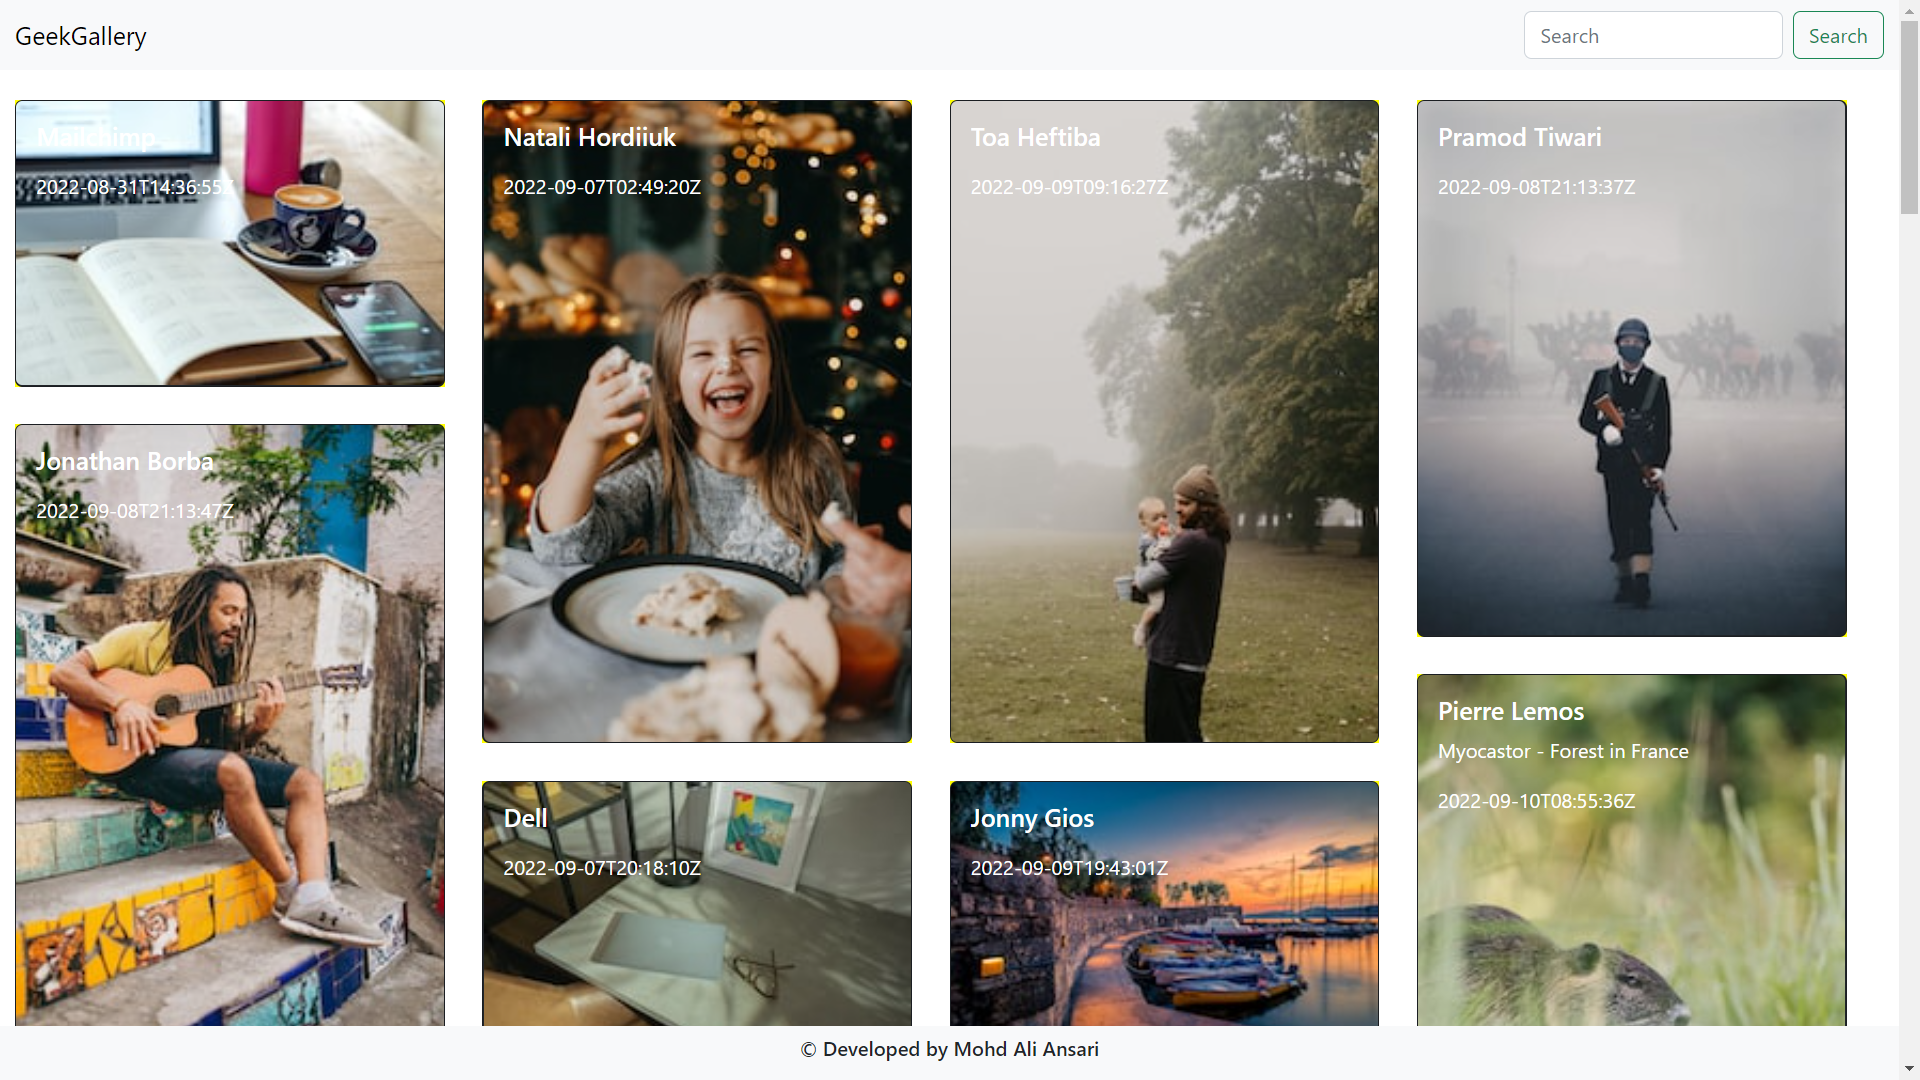 GeekGallery
Search
Search
Mailchimp
2022-08-31T14:36:55Z
Natali Hordiiuk
2022-09-07T02:49:20Z
Toa Heftiba
2022-09-09T09:16:27Z
Pramod Tiwari
2022-09-08T21:13:37Z
Jonathan Borba
2022-09-08T21:13:47Z
Pierre Lemos
Myocastor - Forest in France
2022-09-10T08:55:36Z
Dell
2022-09-07T20:18:10Z
Jonny Gios
2022-09-09T19:43:01Z
© Developed by Mohd Ali Ansari